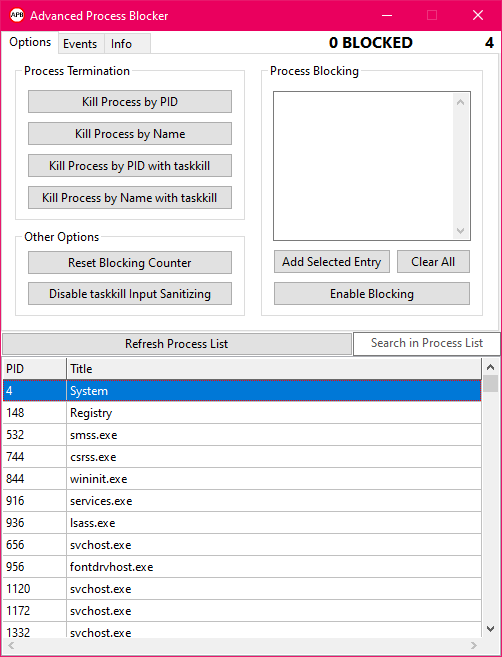 APB Advanced Process Blocker
Options Events Info 0 BLOCKED 4
Process Termination
Kill Process by PID
Kill Process by Name
Kill Process by PID with taskkill
Kill Process by Name with taskkill
Other Options
Reset Blocking Counter
Disable taskkill Input Sanitizing
Process Blocking
Add Selected Entry Clear All
Enable Blocking
Refresh Process List Search in Process List
PID Title
4 System
148 Registry
532 smss.exe
744 csrss.exe
844 wininit.exe
916 services.exe
936 lsass.exe
656 svchost.exe
956 fontdrvhost.exe
1120 svchost.exe
1172 svchost.exe
1332 svchost.exe